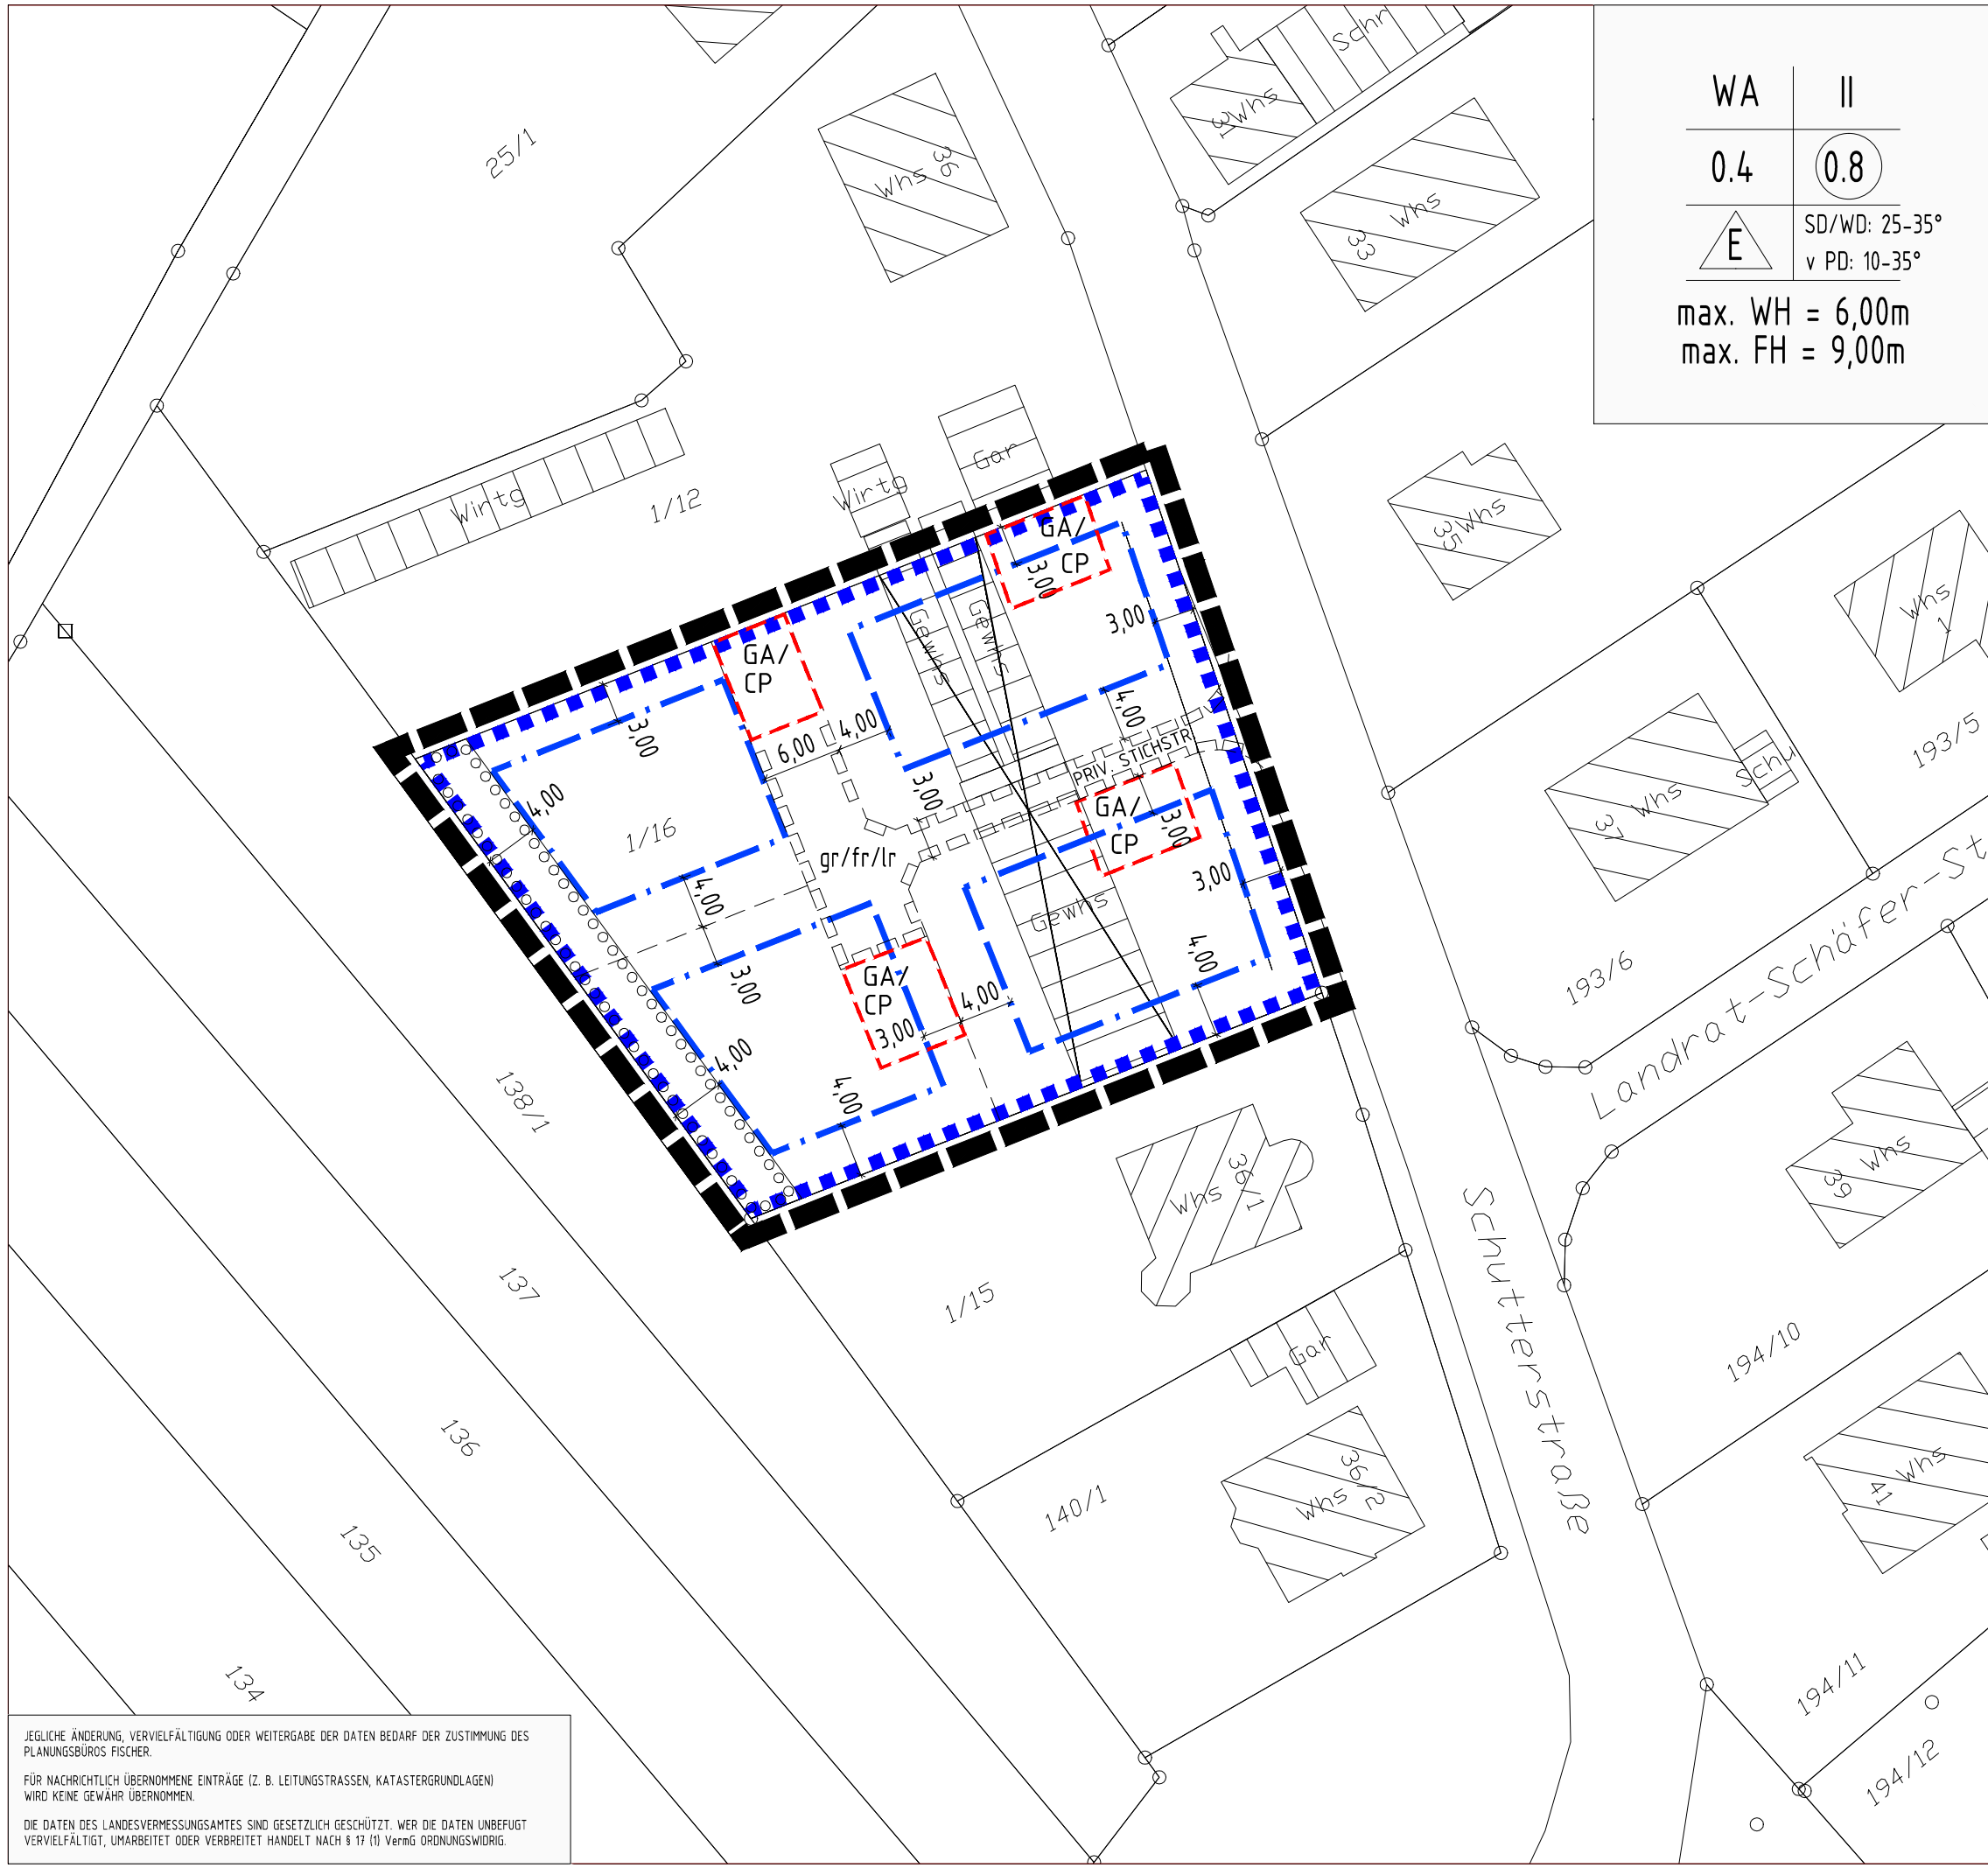 WA II
0.4 0.8
E SD/WD: 25-35°
v PD: 10-35°
max. WH = 6,00m
max. FH = 9,00m
25/1
Whs 36
31 Whs
Schr
33 Whs
Wirtg
1/12
Wirtg
Gar
35 Whs
Whs 1
193/5
GA/
CP
3,00
3,00
Gewhs
Gewhs
GA/
CP
3,00
6,00
4,00
4,00
PRIV. STICHSTR.
3,00
4,00
1/16
gr/fr/lr
GA/
CP
3,00
3,00
Gewhs
4,00
3,00
4,00
GA/
CP
3,00
4,00
4,00
4,00
37 Whs
Schu
193/6
Landrat-Schäfer-St
39 Whs
138/1
137
136
135
134
Whs 36/1
1/15
Gar
Schutterstraße
140/1
Whs 36/2
194/10
41 Whs
194/11
194/12
JEGLICHE ÄNDERUNG, VERVIELFÄLTIGUNG ODER WEITERGABE DER DATEN BEDARF DER ZUSTIMMUNG DES
PLANUNGSBÜROS FISCHER.
FÜR NACHRICHTLICH ÜBERNOMMENE EINTRÄGE (Z. B. LEITUNGSTRASSEN, KATASTERGRUNDLAGEN)
WIRD KEINE GEWÄHR ÜBERNOMMEN.
DIE DATEN DES LANDESVERMESSUNGSAMTES SIND GESETZLICH GESCHÜTZT. WER DIE DATEN UNBEFUGT
VERVIELFÄLTIGT, UMARBEITET ODER VERBREITET HANDELT NACH § 17 (1) VermG ORDNUNGSWIDRIG.